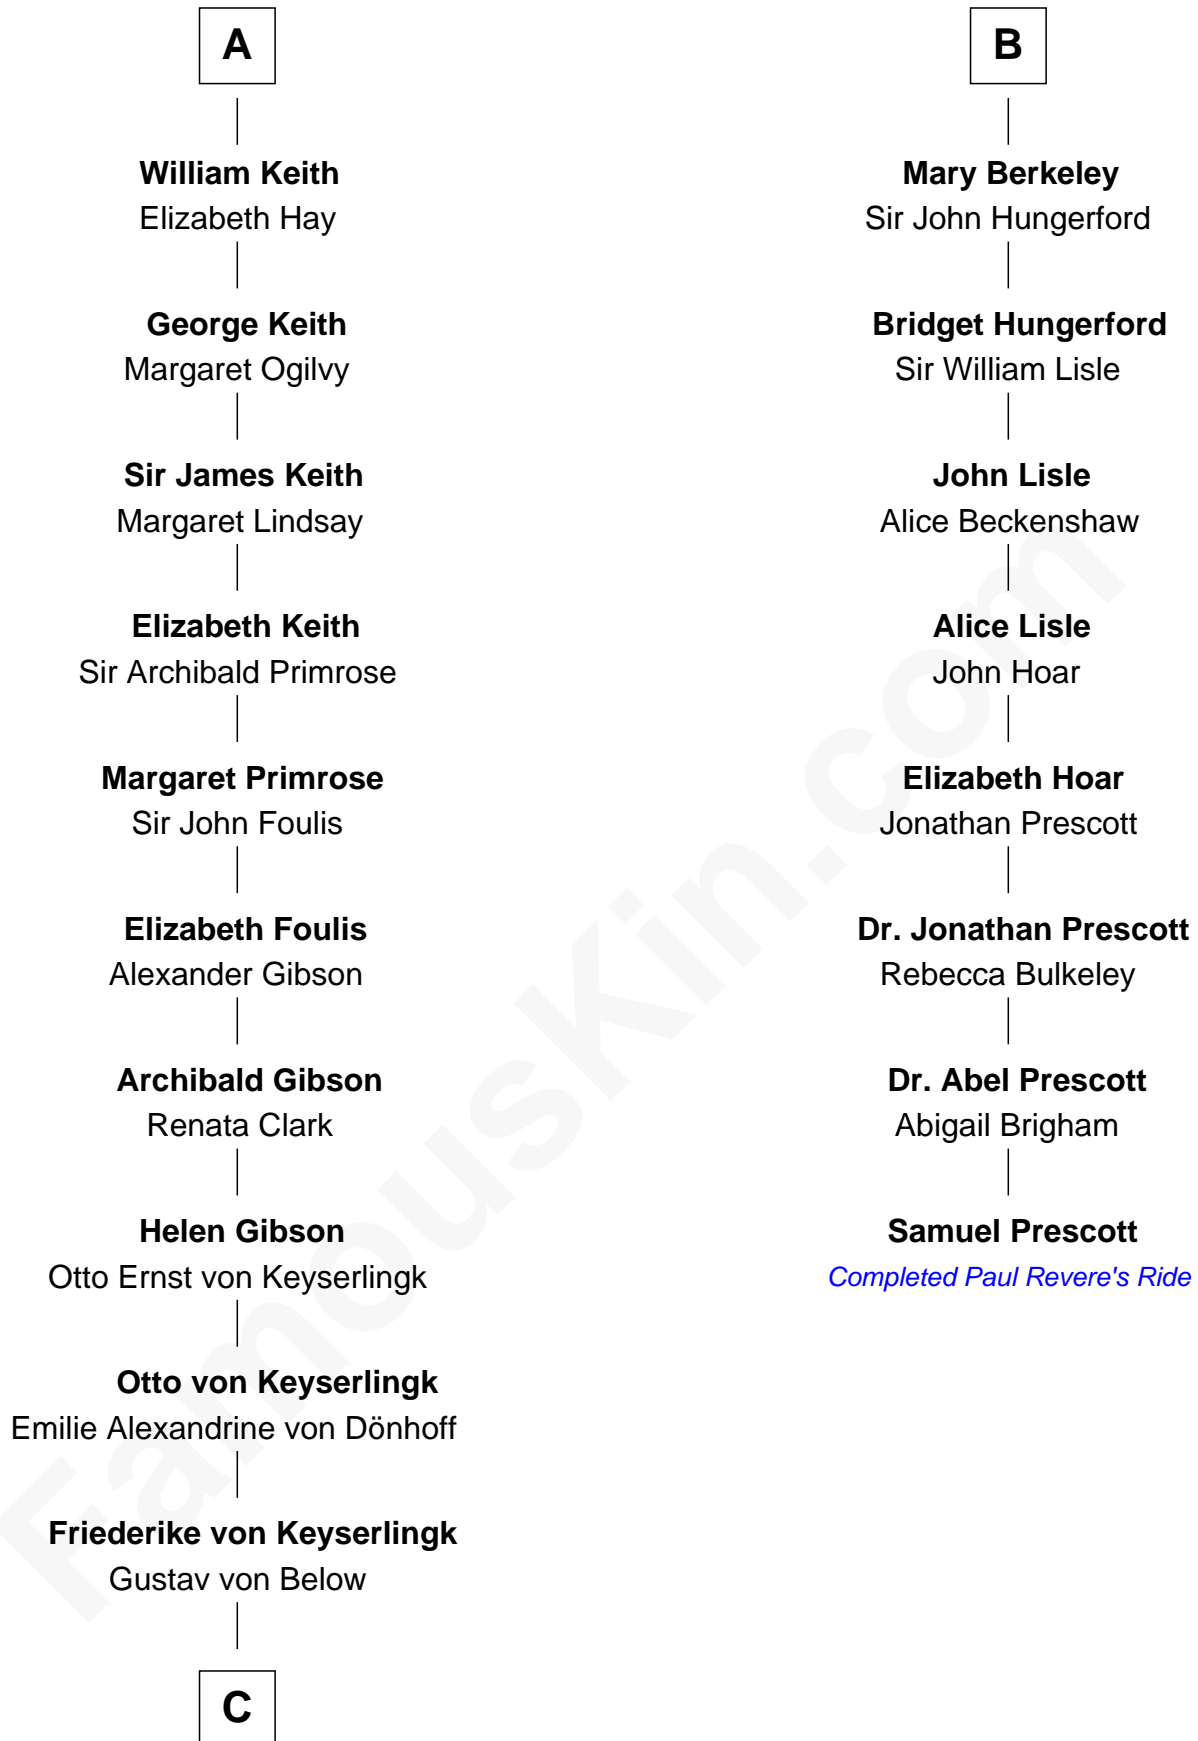 A
William Keith
Elizabeth Hay
George Keith
Margaret Ogilvy
Sir James Keith
Margaret Lindsay
Elizabeth Keith
Sir Archibald Primrose
Margaret Primrose
Sir John Foulis
Elizabeth Foulis
Alexander Gibson
Archibald Gibson
Renata Clark
Helen Gibson
Otto Ernst von Keyserlingk
Otto von Keyserlingk
Emilie Alexandrine von Dönhoff
Friederike von Keyserlingk
Gustav von Below
C
B
Mary Berkeley
Sir John Hungerford
Bridget Hungerford
Sir William Lisle
John Lisle
Alice Beckenshaw
Alice Lisle
John Hoar
Elizabeth Hoar
Jonathan Prescott
Dr. Jonathan Prescott
Rebecca Bulkeley
Dr. Abel Prescott
Abigail Brigham
Samuel Prescott
Completed Paul Revere's Ride
FamousKin.com